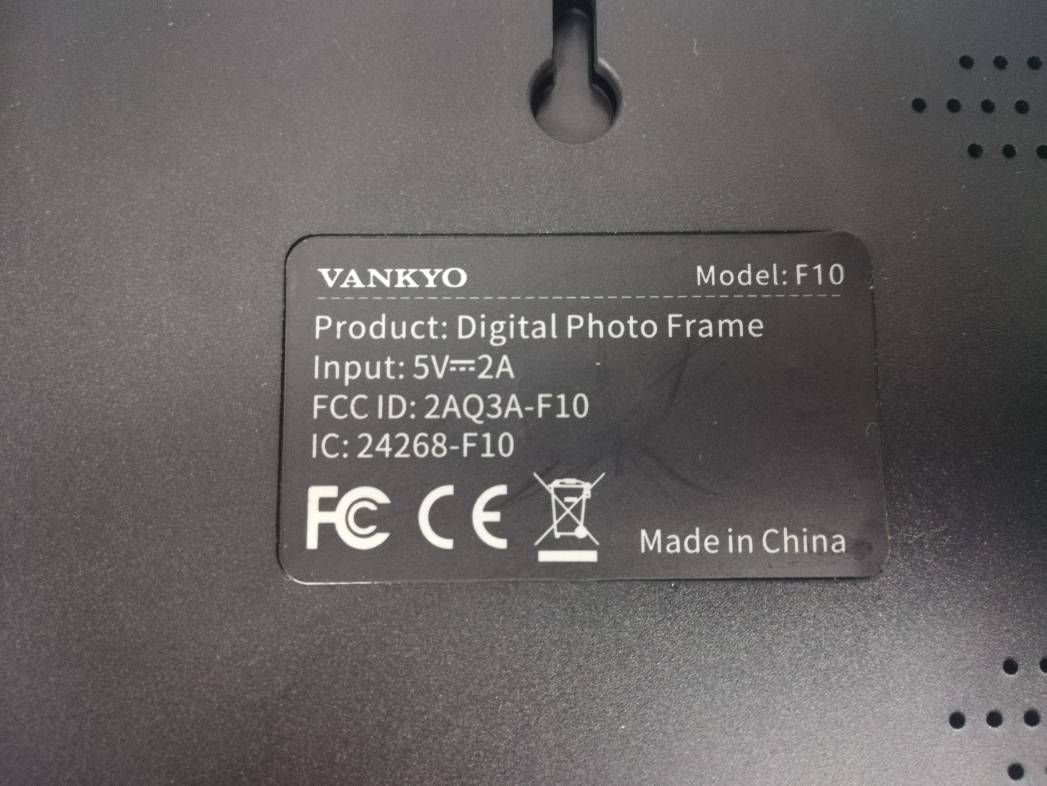 VANKYO Model: F10
Product: Digital Photo Frame
Input: 5V⎓2A
FCC ID: 2AQ3A-F10
IC: 24268-F10
FC CE Made in China